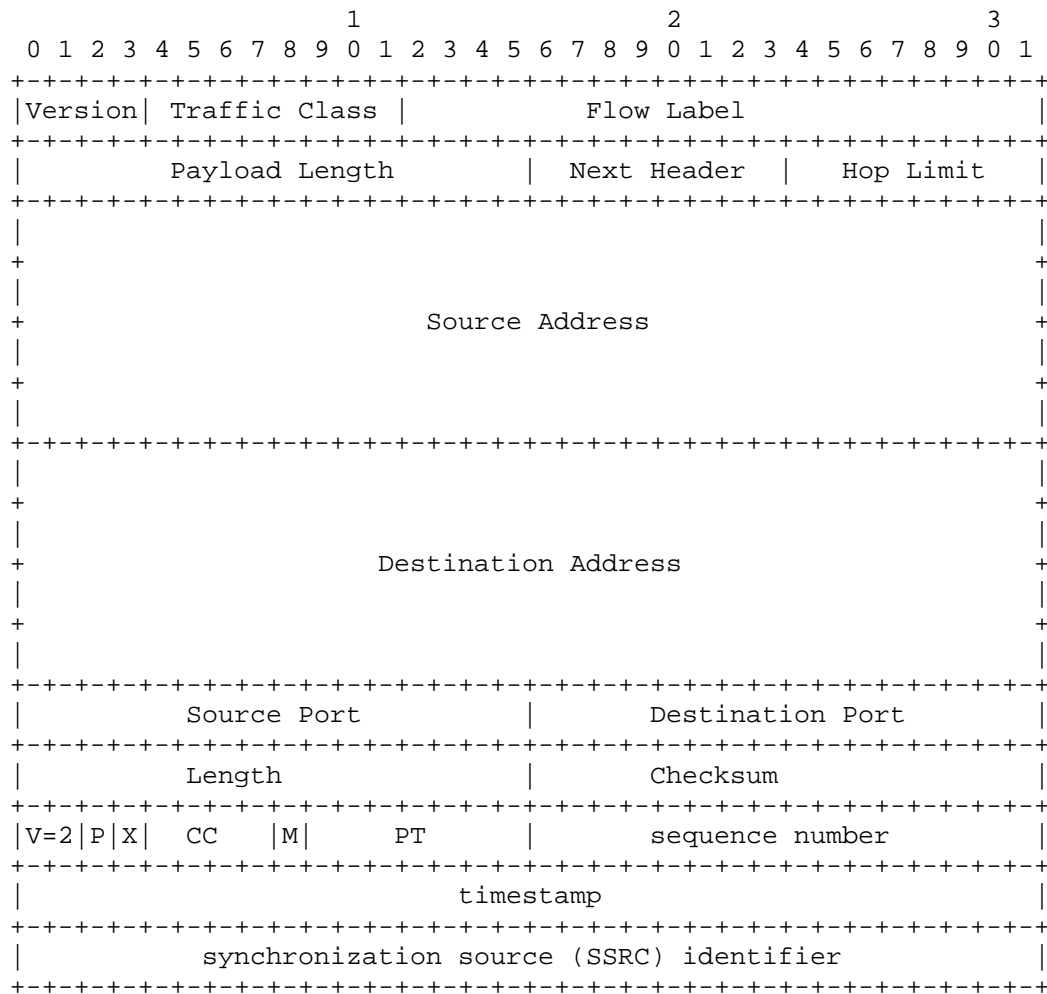 1                   2                   3
 0 1 2 3 4 5 6 7 8 9 0 1 2 3 4 5 6 7 8 9 0 1 2 3 4 5 6 7 8 9 0 1
+-+-+-+-+-+-+-+-+-+-+-+-+-+-+-+-+-+-+-+-+-+-+-+-+-+-+-+-+-+-+-+-+
|Version| Traffic Class |           Flow Label                  |
+-+-+-+-+-+-+-+-+-+-+-+-+-+-+-+-+-+-+-+-+-+-+-+-+-+-+-+-+-+-+-+-+
|         Payload Length        |  Next Header  |   Hop Limit   |
+-+-+-+-+-+-+-+-+-+-+-+-+-+-+-+-+-+-+-+-+-+-+-+-+-+-+-+-+-+-+-+-+
|                                                               |
+                                                               +
|                                                               |
+                         Source Address                        +
|                                                               |
+                                                               +
|                                                               |
+-+-+-+-+-+-+-+-+-+-+-+-+-+-+-+-+-+-+-+-+-+-+-+-+-+-+-+-+-+-+-+-+
|                                                               |
+                                                               +
|                                                               |
+                      Destination Address                      +
|                                                               |
+                                                               +
|                                                               |
+-+-+-+-+-+-+-+-+-+-+-+-+-+-+-+-+-+-+-+-+-+-+-+-+-+-+-+-+-+-+-+-+
|          Source Port          |       Destination Port        |
+-+-+-+-+-+-+-+-+-+-+-+-+-+-+-+-+-+-+-+-+-+-+-+-+-+-+-+-+-+-+-+-+
|          Length               |       Checksum                |
+-+-+-+-+-+-+-+-+-+-+-+-+-+-+-+-+-+-+-+-+-+-+-+-+-+-+-+-+-+-+-+-+
|V=2|P|X|  CC   |M|     PT      |       sequence number         |
+-+-+-+-+-+-+-+-+-+-+-+-+-+-+-+-+-+-+-+-+-+-+-+-+-+-+-+-+-+-+-+-+
|                           timestamp                           |
+-+-+-+-+-+-+-+-+-+-+-+-+-+-+-+-+-+-+-+-+-+-+-+-+-+-+-+-+-+-+-+-+
|           synchronization source (SSRC) identifier            |
+-+-+-+-+-+-+-+-+-+-+-+-+-+-+-+-+-+-+-+-+-+-+-+-+-+-+-+-+-+-+-+-+